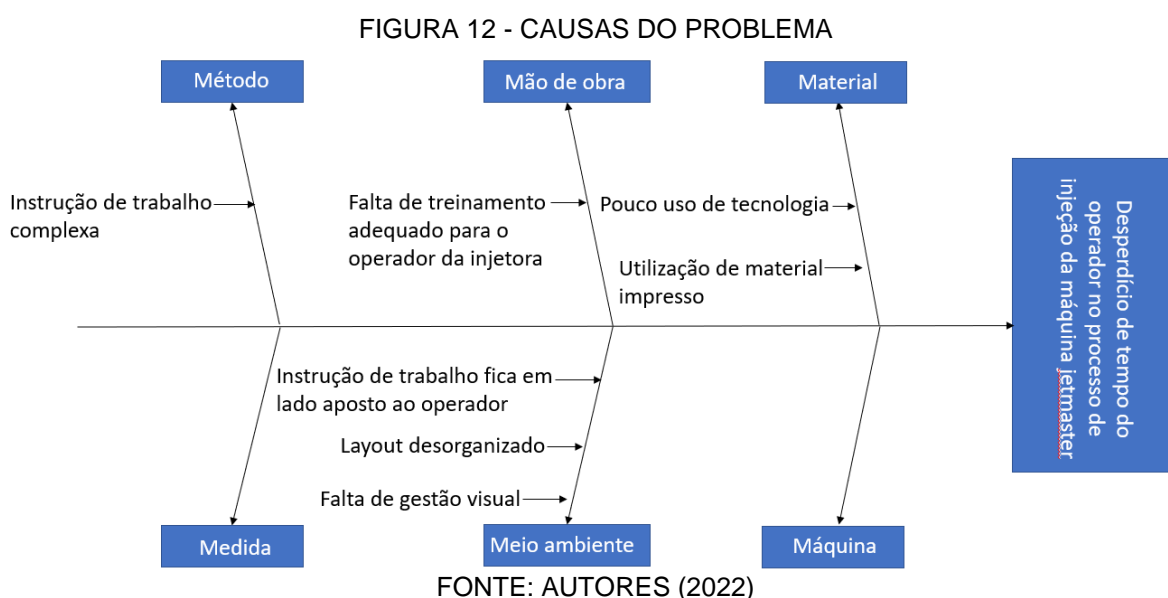 FIGURA 12 - CAUSAS DO PROBLEMA
Método
Mão de obra
Material
Instrução de trabalho
complexa
Falta de treinamento
adequado para o
operador da injetora
Pouco uso de tecnologia
Utilização de material
impresso
Desperdício de tempo do
operador no processo de
injeção da máquina jetmaster
Instrução de trabalho fica em
lado aposto ao operador
Layout desorganizado
Falta de gestão visual
Medida
Meio ambiente
Máquina
FONTE: AUTORES (2022)